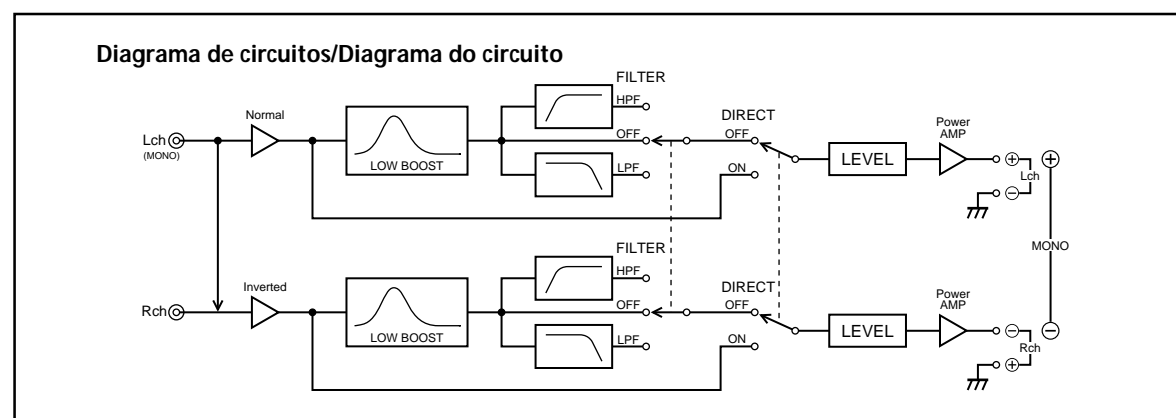 Diagrama de circuitos/Diagrama do circuito
FILTER
HPF
Normal
DIRECT
Lch
(MONO)
OFF
OFF
Power
AMP
LEVEL
LOW BOOST
LPF
ON
Lch
MONO
FILTER
HPF
Inverted
DIRECT
Rch
OFF
OFF
Power
AMP
LEVEL
LOW BOOST
LPF
ON
Rch